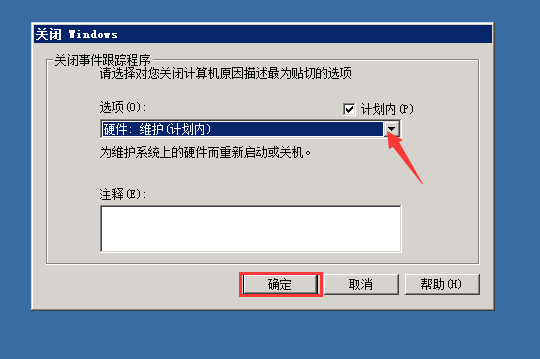 关闭 Windows
关闭事件跟踪程序
请选择对您关闭计算机原因描述最为贴切的选项
选项(O): 计划内(P)
硬件: 维护(计划内)
为维护系统上的硬件而重新启动或关机。
注释(E):
确定 取消 帮助(H)